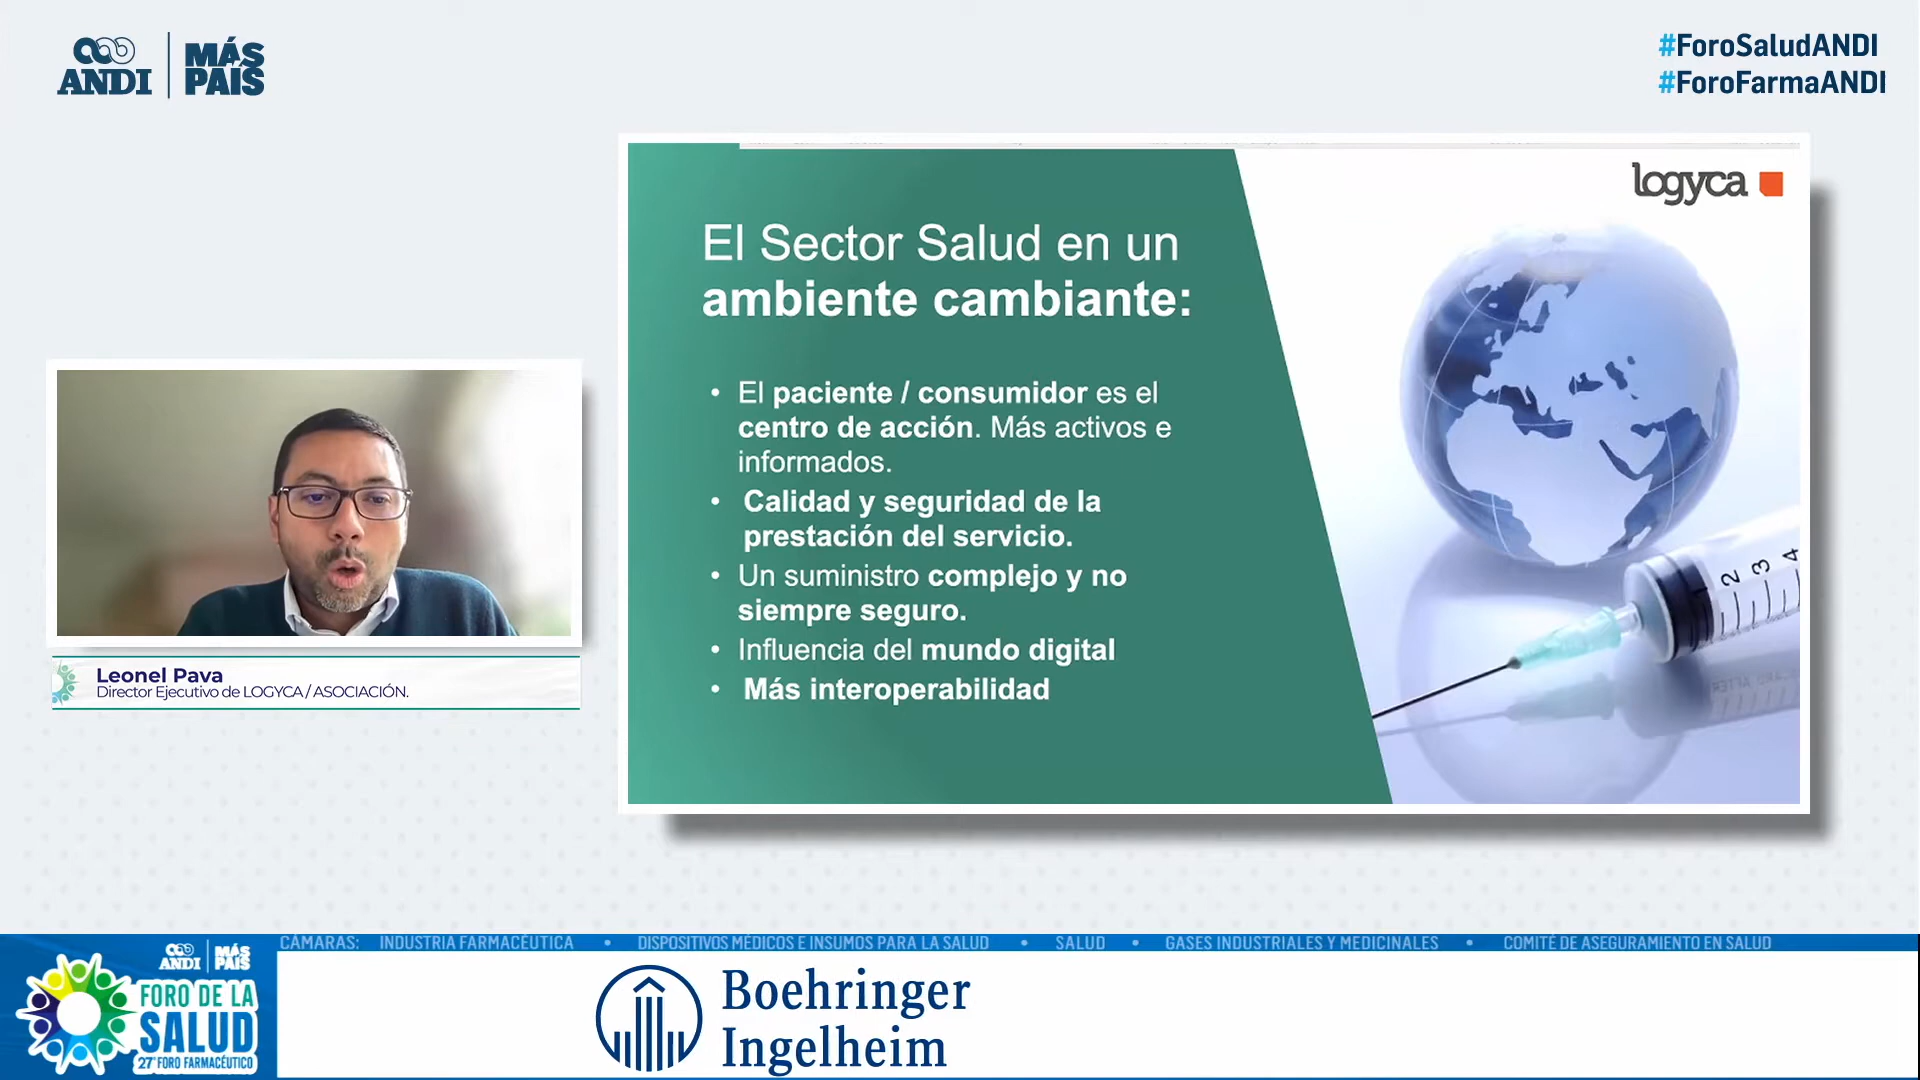 ANDI
MÁS
PAÍS
#ForoSaludANDI
#ForoFarmaANDI
logyca
El Sector Salud en un
ambiente cambiante:
• El paciente / consumidor es el
centro de acción. Más activos e
informados.
• Calidad y seguridad de la
prestación del servicio.
• Un suministro complejo y no
siempre seguro.
• Influencia del mundo digital
• Más interoperabilidad
2 3 4
Leonel Pava
Director Ejecutivo de LOGYCA / ASOCIACIÓN.
CÁMARAS: INDUSTRIA FARMACÉUTICA • DISPOSITIVOS MÉDICOS E INSUMOS PARA LA SALUD • SALUD • GASES INDUSTRIALES Y MEDICINALES • COMITÉ DE ASEGURAMIENTO EN SALUD
ANDI
MÁS
PAÍS
FORO DE LA
SALUD
27º FORO FARMACÉUTICO
Boehringer
Ingelheim